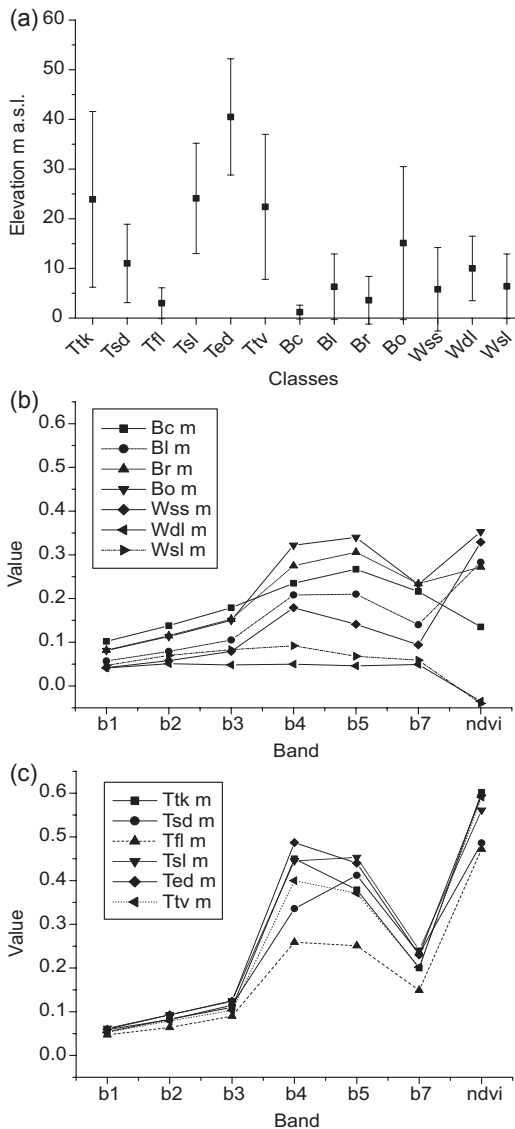 (a)
60
50
40
30
20
10
0
Elevation m a.s.l.
Ttk Tsd Tfl Tsl Ted Ttv Bc Bl Br Bo Wss Wdl Wsl
Classes
(b)
0.6
0.5
0.4
0.3
0.2
0.1
0.0
Value
Bc m
Bl m
Br m
Bo m
Wss m
Wdl m
Wsl m
b1 b2 b3 b4 b5 b7 ndvi
Band
(c)
0.6
0.5
0.4
0.3
0.2
0.1
0.0
Value
Ttk m
Tsd m
Tfl m
Tsl m
Ted m
Ttv m
b1 b2 b3 b4 b5 b7 ndvi
Band